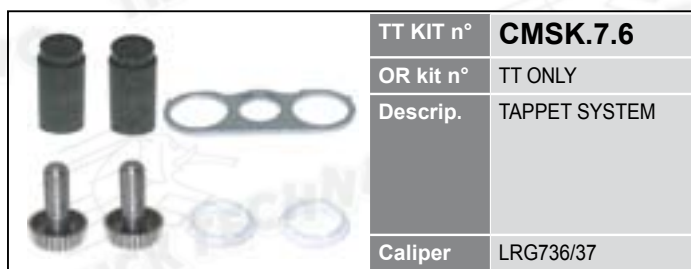 TT KIT n° CMSK.7.6
OR kit n° TT ONLY
Descrip. TAPPET SYSTEM
Caliper LRG736/37